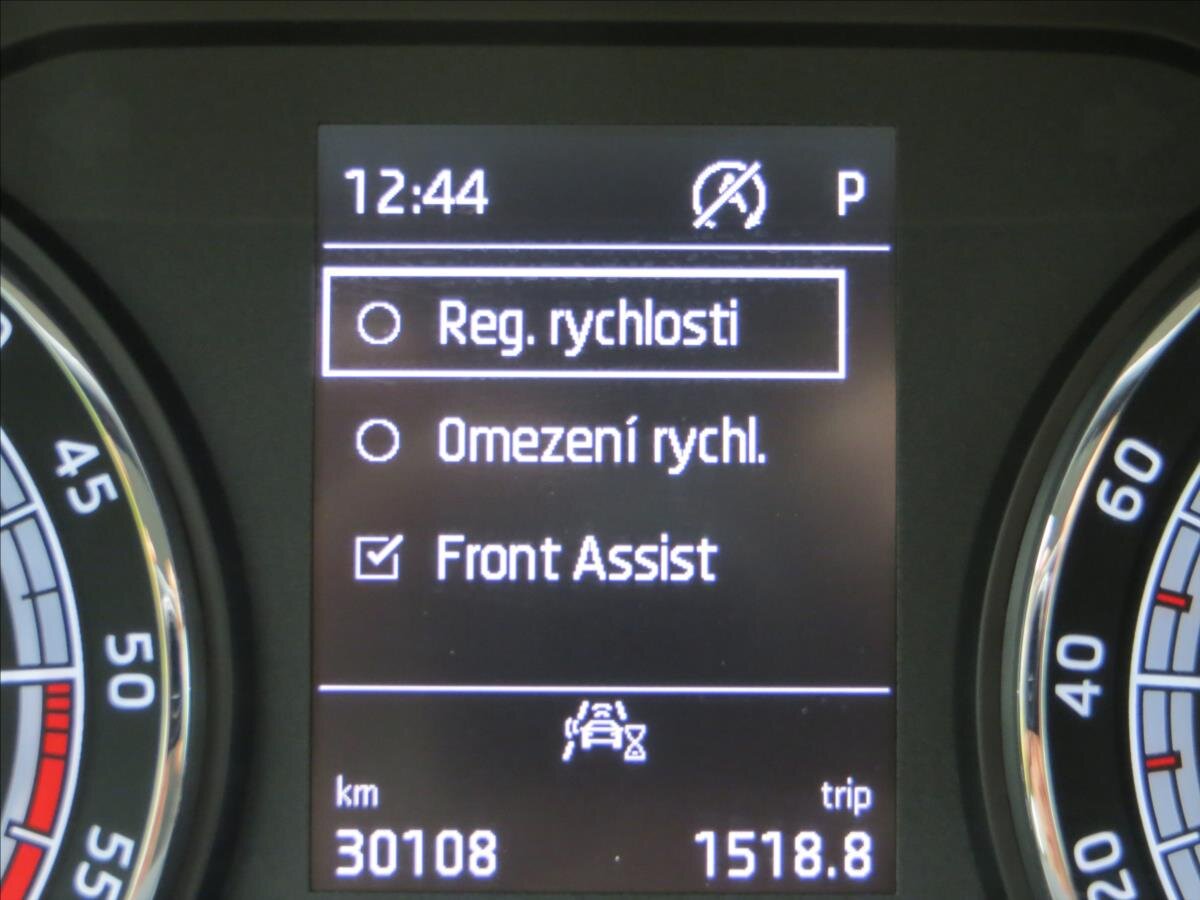 12:44 P
Reg. rychlosti
Omezení rychl.
Front Assist
km trip
30108 1518.8
45
50
55
60
40
20